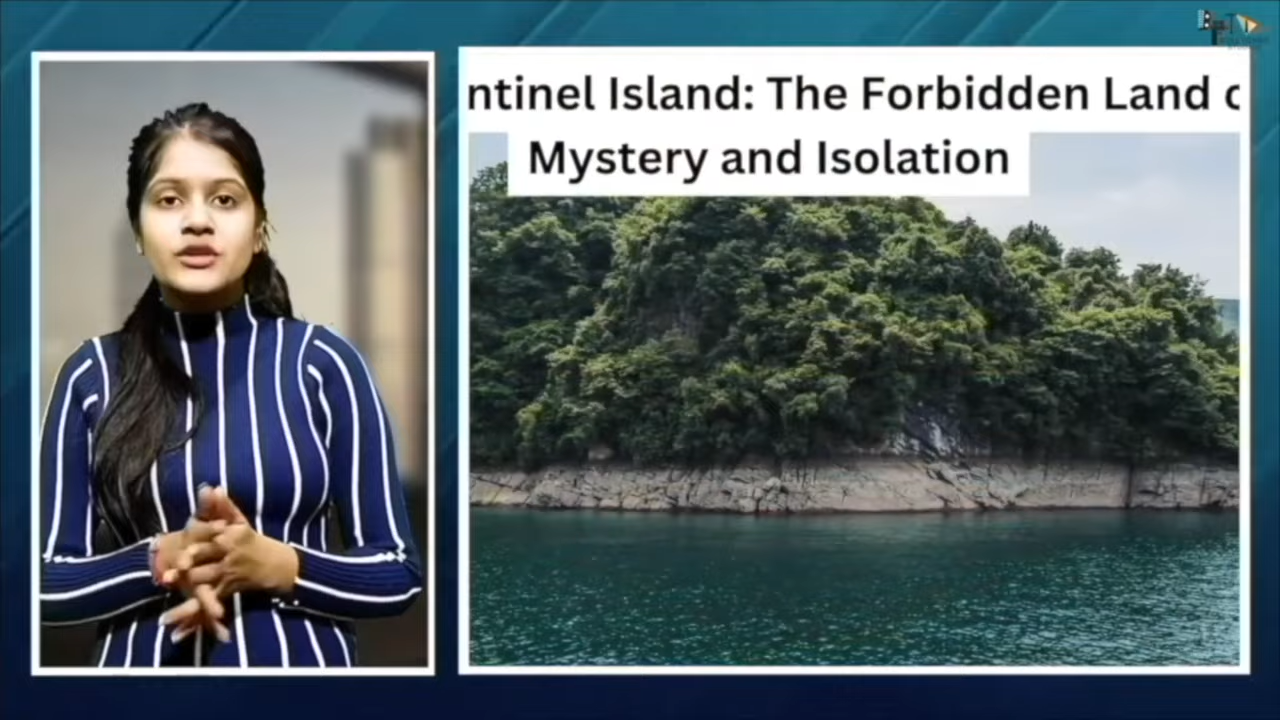 ntinel Island: The Forbidden Land o
Mystery and Isolation